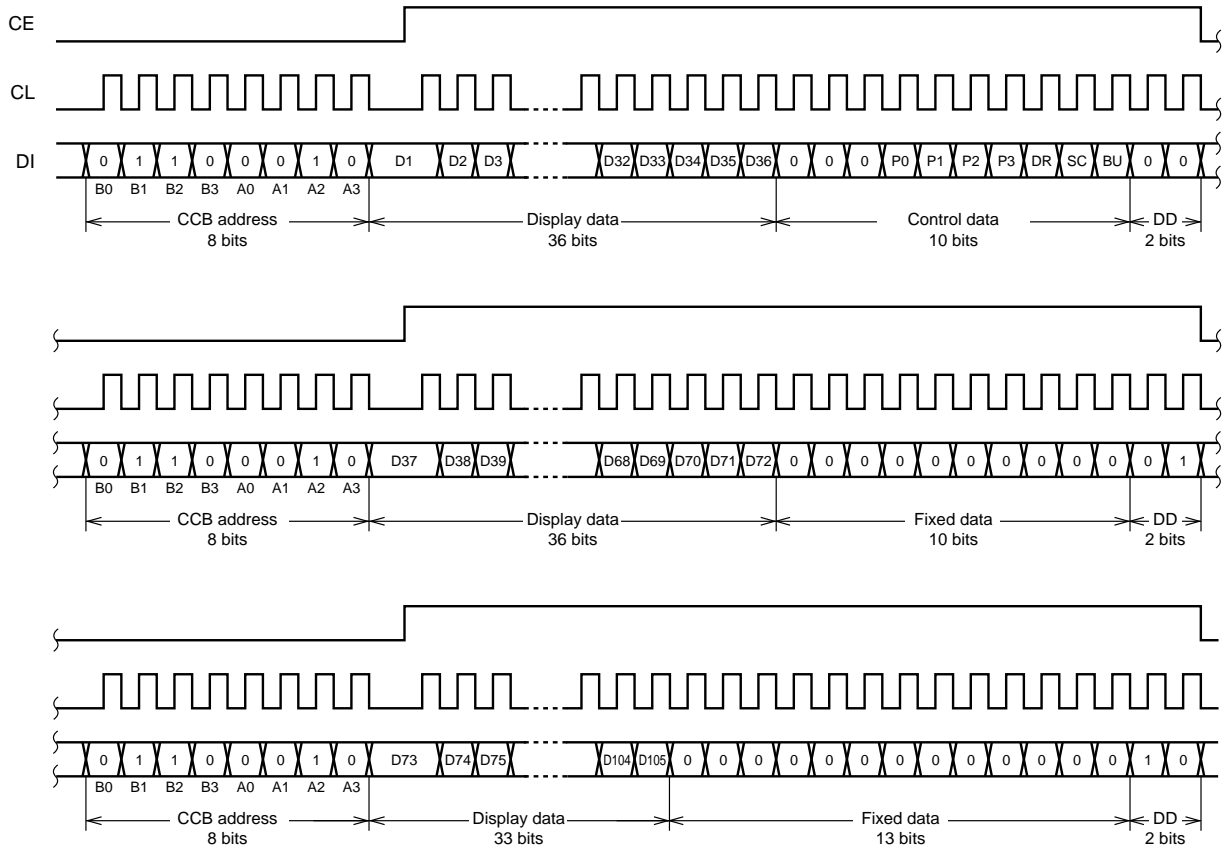 CE
CL
DI 0 1 1 0 0 0 1 0 D1 D2 D3 D32 D33 D34 D35 D36 0 0 0 P0 P1 P2 P3 DR SC BU 0 0
B0 B1 B2 B3 A0 A1 A2 A3
CCB address Display data Control data DD
8 bits 36 bits 10 bits 2 bits
0 1 1 0 0 0 1 0 D37 D38 D39 D68 D69 D70 D71 D72 0 0 0 0 0 0 0 0 0 0 0 1
B0 B1 B2 B3 A0 A1 A2 A3
CCB address Display data Fixed data DD
8 bits 36 bits 10 bits 2 bits
0 1 1 0 0 0 1 0 D73 D74 D75 D104 D105 0 0 0 0 0 0 0 0 0 0 0 0 0 1 0
B0 B1 B2 B3 A0 A1 A2 A3
CCB address Display data Fixed data DD
8 bits 33 bits 13 bits 2 bits